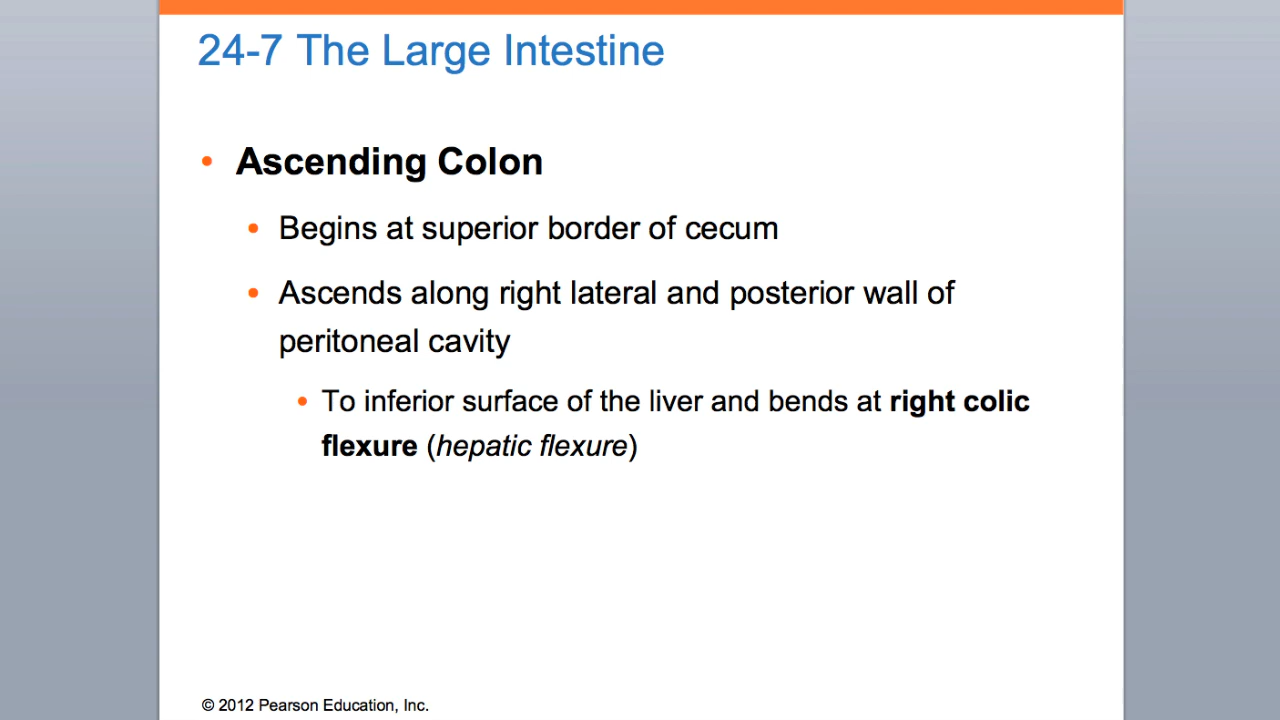 24-7 The Large Intestine
• Ascending Colon
• Begins at superior border of cecum
• Ascends along right lateral and posterior wall of
peritoneal cavity
• To inferior surface of the liver and bends at right colic
flexure (hepatic flexure)
© 2012 Pearson Education, Inc.